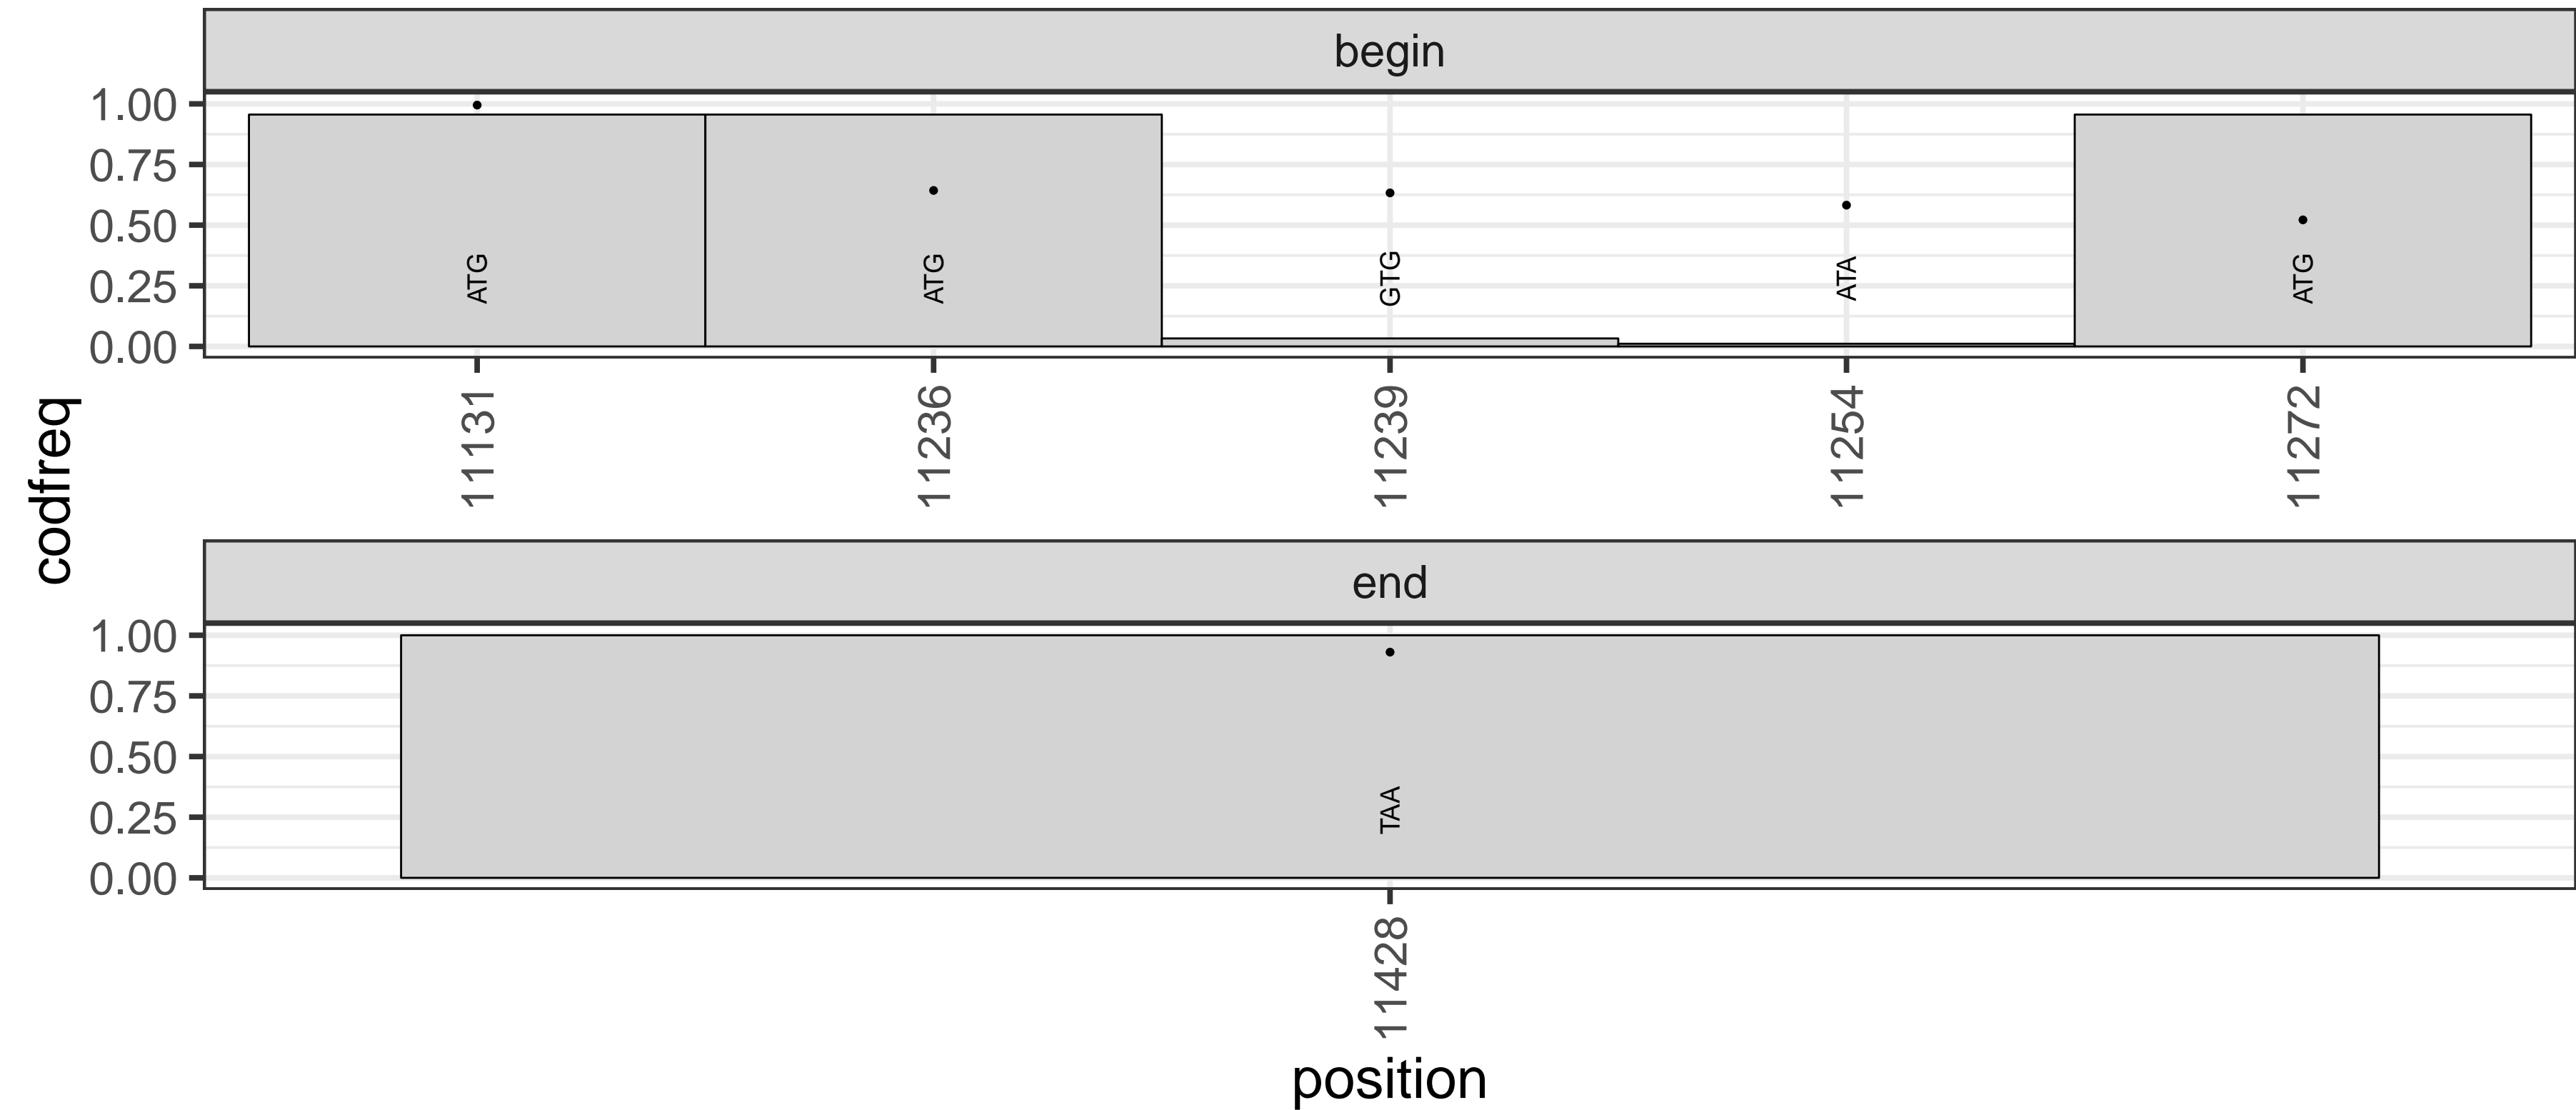 begin
1.00
0.75
0.50
0.25
0.00
ATG
ATG
GTG
ATA
ATG
11131
11236
11239
11254
11272
codfreq
end
1.00
0.75
0.50
0.25
0.00
TAA
11428
position